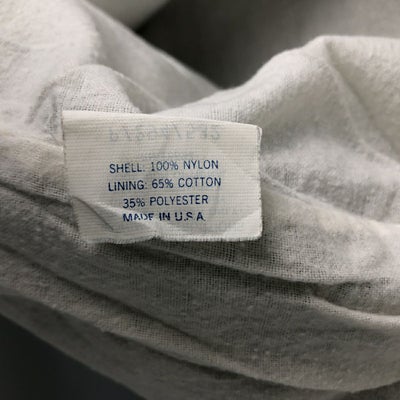 SHELL: 100% NYLON
LINING: 65% COTTON
35% POLYESTER
MADE IN U.S.A.